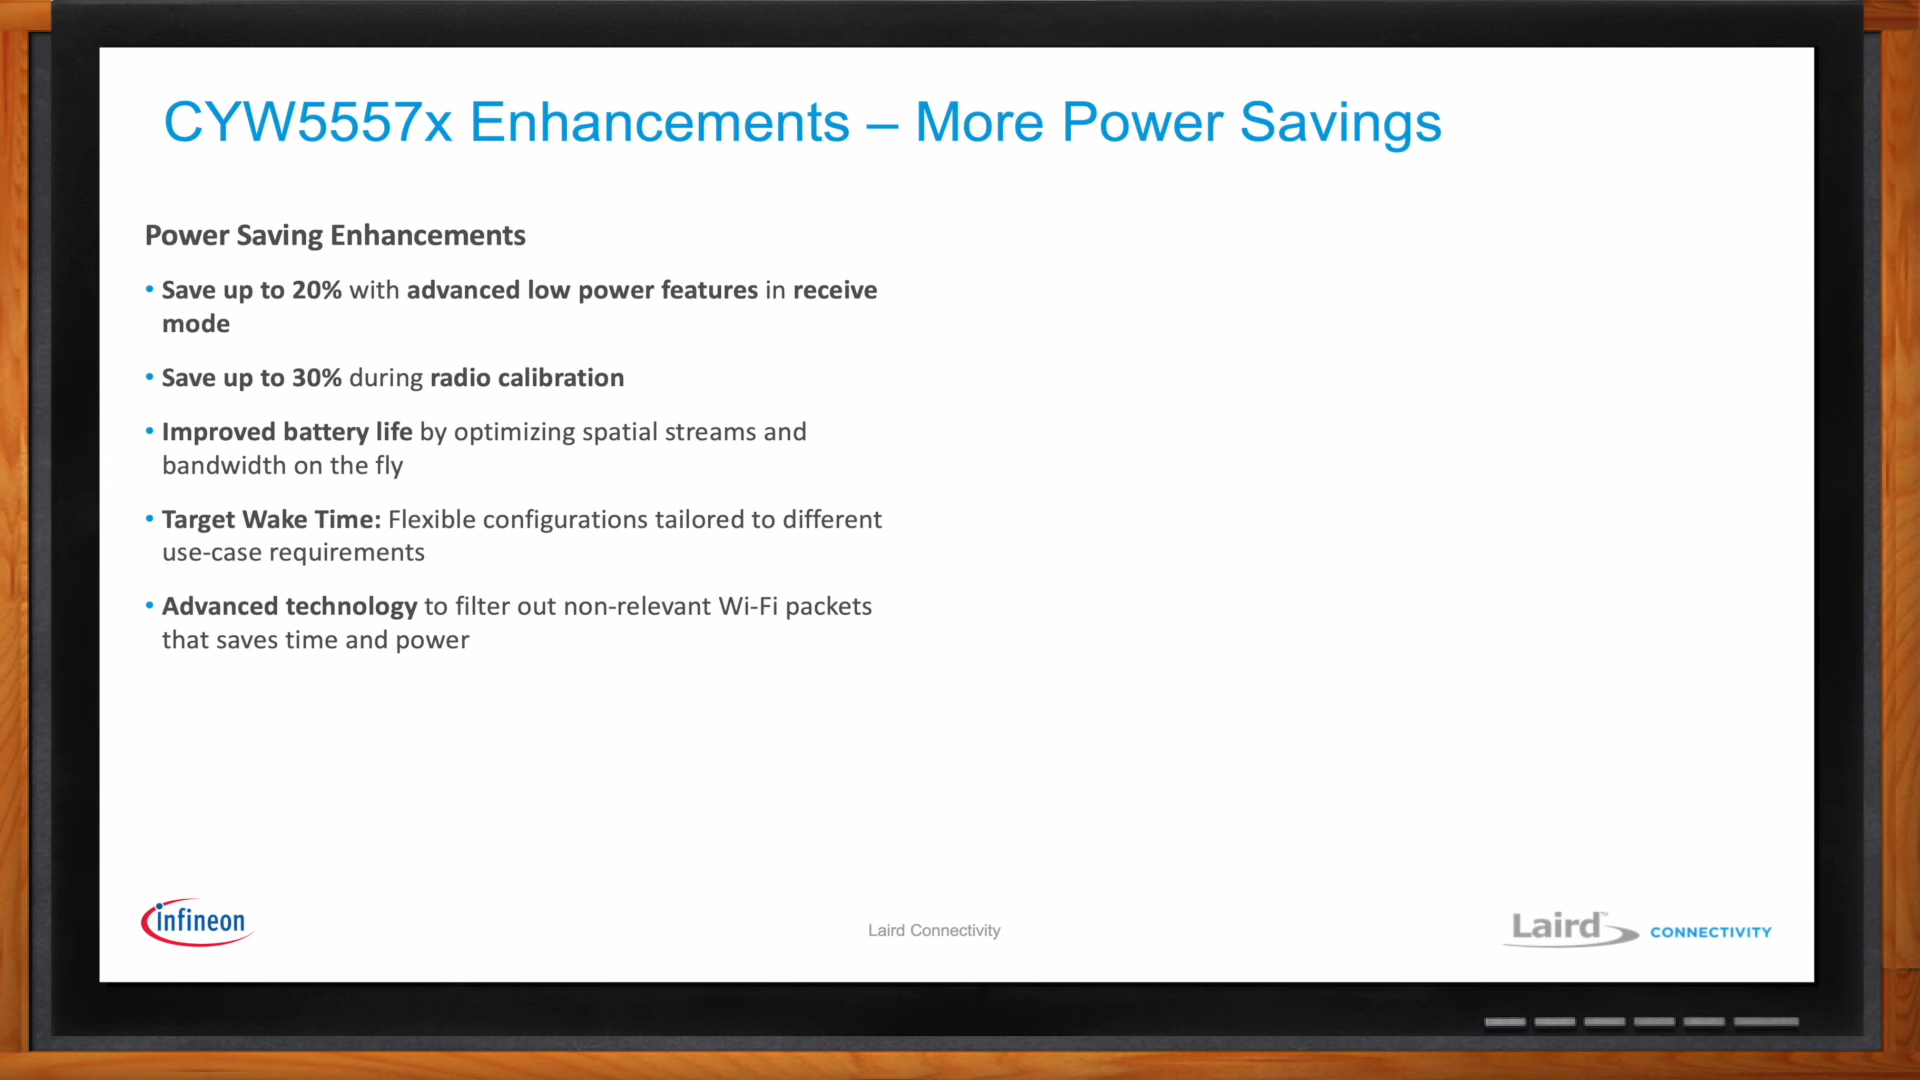 CYW5557x Enhancements – More Power Savings
Power Saving Enhancements
• Save up to 20% with advanced low power features in receive
mode
• Save up to 30% during radio calibration
• Improved battery life by optimizing spatial streams and
bandwidth on the fly
• Target Wake Time: Flexible configurations tailored to different
use-case requirements
• Advanced technology to filter out non-relevant Wi-Fi packets
that saves time and power
infineon
Laird Connectivity
Laird™ CONNECTIVITY